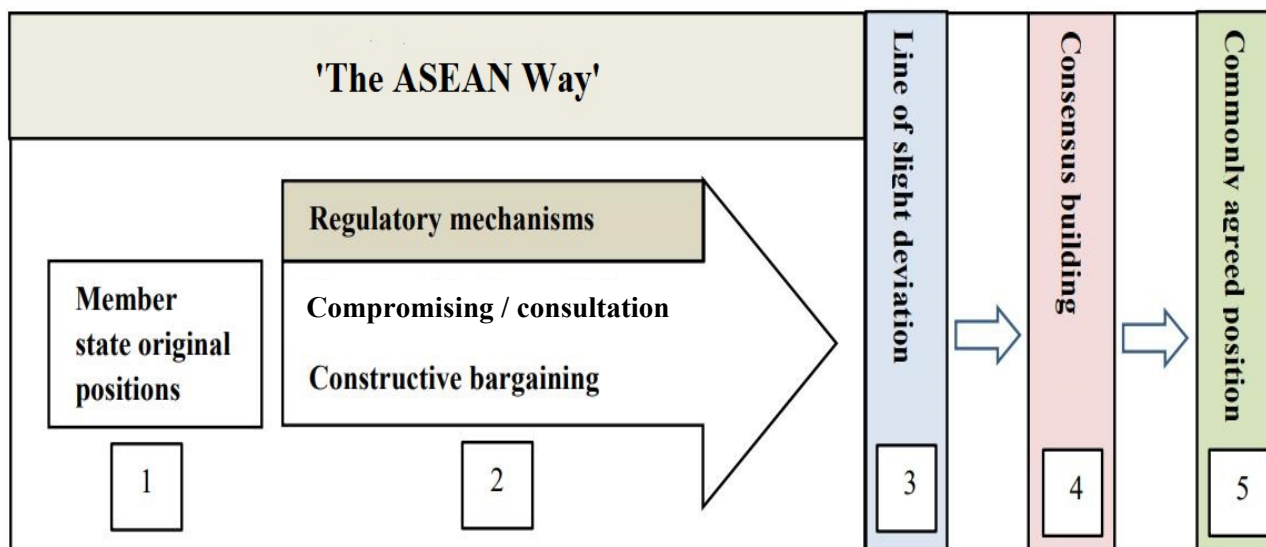 'The ASEAN Way'
Regulatory mechanisms
Member
state original
positions
Compromising / consultation
Constructive bargaining
Line of slight deviation
Consensus building
Commonly agreed position
1
2
3
4
5